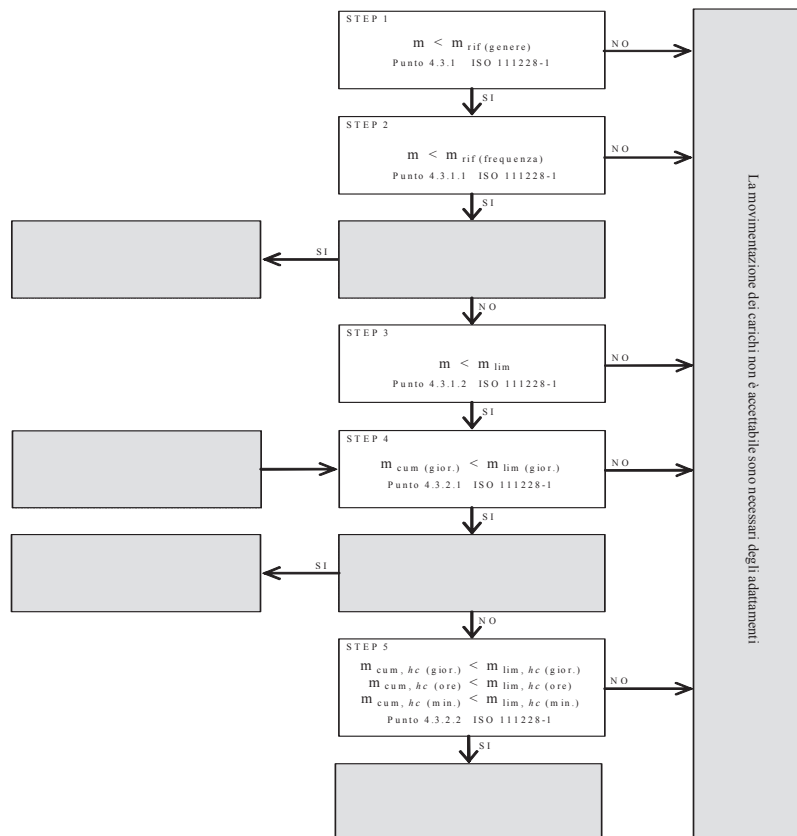 STEP 1
m < m rif (genere)
Punto 4.3.1 ISO 111228-1
NO
SI
STEP 2
m < m rif(frequenza)
Punto 4.3.1.1 ISO 111228-1
NO
SI
SI
NO
STEP 3
m < m lim
Punto 4.3.1.2 ISO 111228-1
NO
SI
STEP 4
m cum (gior.) < m lim (gior.)
Punto 4.3.2.1 ISO 111228-1
NO
SI
SI
NO
STEP 5
m cum, hc (gior.) < m lim, hc (gior.)
m cum, hc (ore) < m lim, hc (ore)
m cum, hc (min.) < m lim, hc (min.)
Punto 4.3.2.2 ISO 111228-1
NO
SI
La movimentazione dei carichi non è accettabile sono necessari degli adattamenti